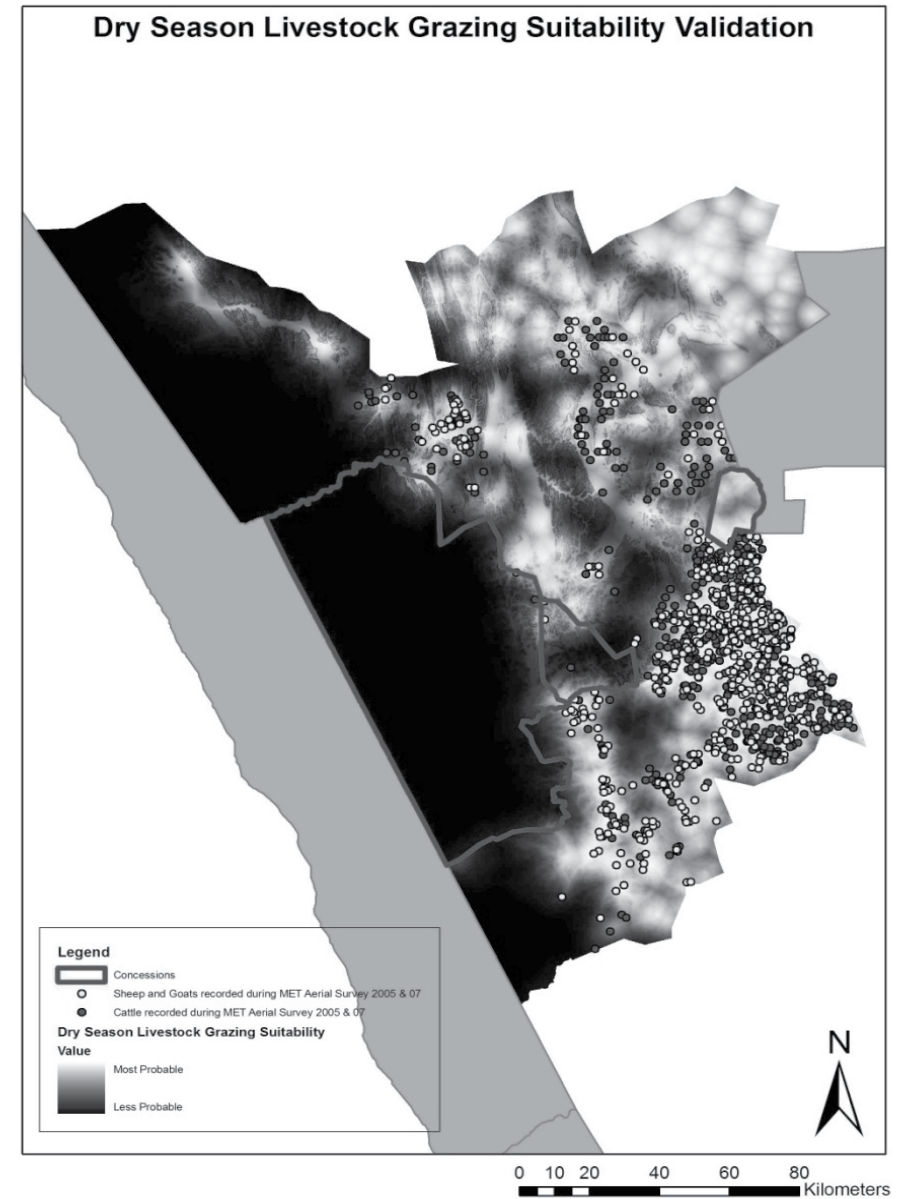 Dry Season Livestock Grazing Suitability Validation
Legend
Concessions
Sheep and Goats recorded during MET Aerial Survey 2005 & 07
Cattle recorded during MET Aerial Survey 2005 & 07
Dry Season Livestock Grazing Suitability
Value
Most Probable
Less Probable
N
0 10 20 40 60 80
Kilometers